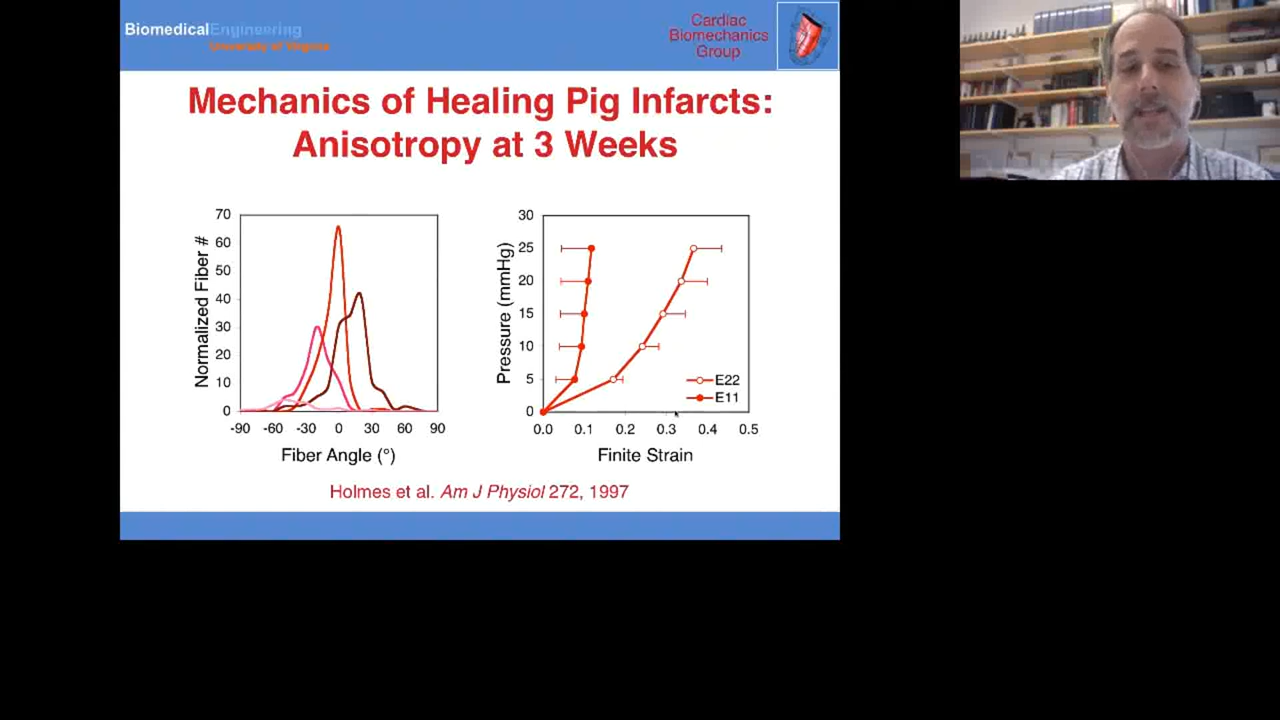 BiomedicalEngineering
University of Virginia
Cardiac
Biomechanics
Group
Mechanics of Healing Pig Infarcts:
Anisotropy at 3 Weeks
70
60
50
40
30
20
10
0
Normalized Fiber #
-90 -60 -30 0 30 60 90
Fiber Angle (°)
30
25
20
15
10
5
0
Pressure (mmHg)
E22
E11
0.0 0.1 0.2 0.3 0.4 0.5
Finite Strain
Holmes et al. Am J Physiol 272, 1997